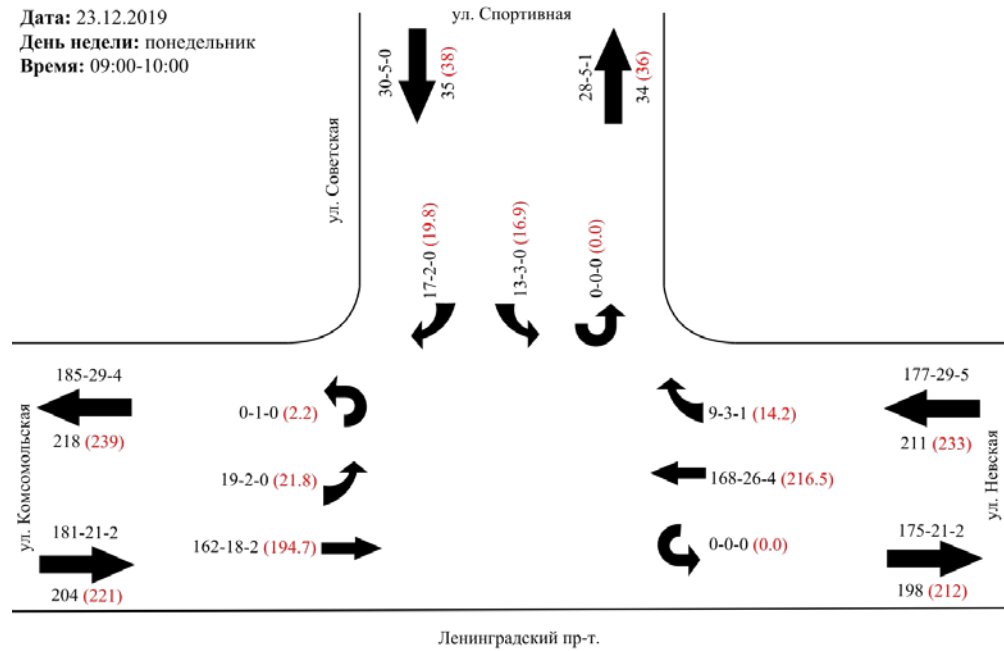 Дата: 23.12.2019
День недели: понедельник
Время: 09:00-10:00
ул. Спортивная
30-5-0
35 (38)
28-5-1
34 (36)
ул. Советская
17-2-0 (19.8)
13-3-0 (16.9)
0-0-0 (0.0)
185-29-4
218 (239)
0-1-0 (2.2)
9-3-1 (14.2)
177-29-5
211 (233)
ул. Комсомольская
19-2-0 (21.8)
168-26-4 (216.5)
ул. Невская
181-21-2
204 (221)
162-18-2 (194.7)
0-0-0 (0.0)
175-21-2
198 (212)
Ленинградский пр-т.